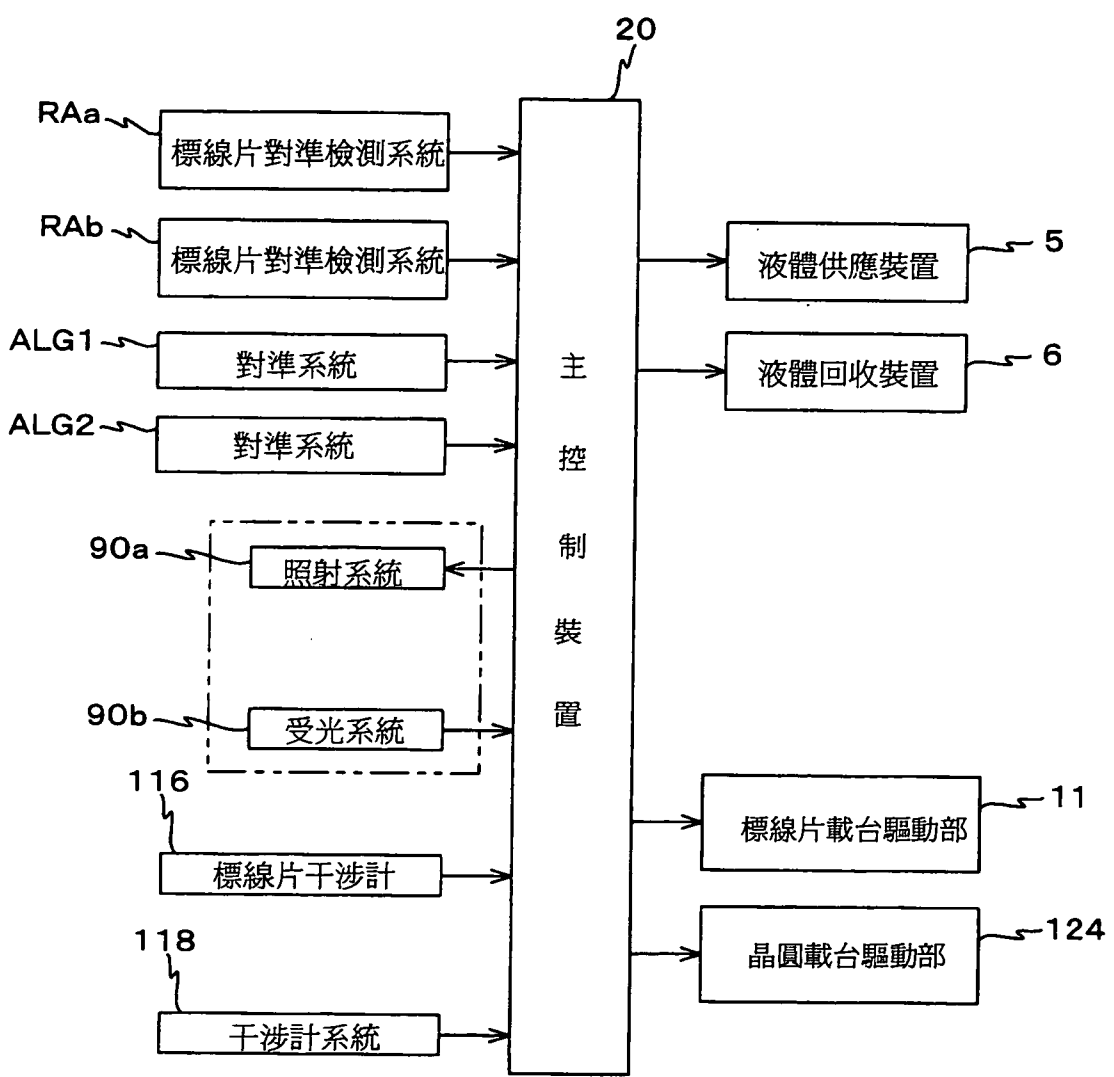 20
RAa
標線片對準檢測系統
RAb
標線片對準檢測系統
ALG1
對準系統
ALG2
對準系統
90a
照射系統
90b
受光系統
116
標線片干涉計
118
干涉計系統
主控制裝置
液體供應裝置
5
液體回收裝置
6
標線片載台驅動部
11
晶圓載台驅動部
124